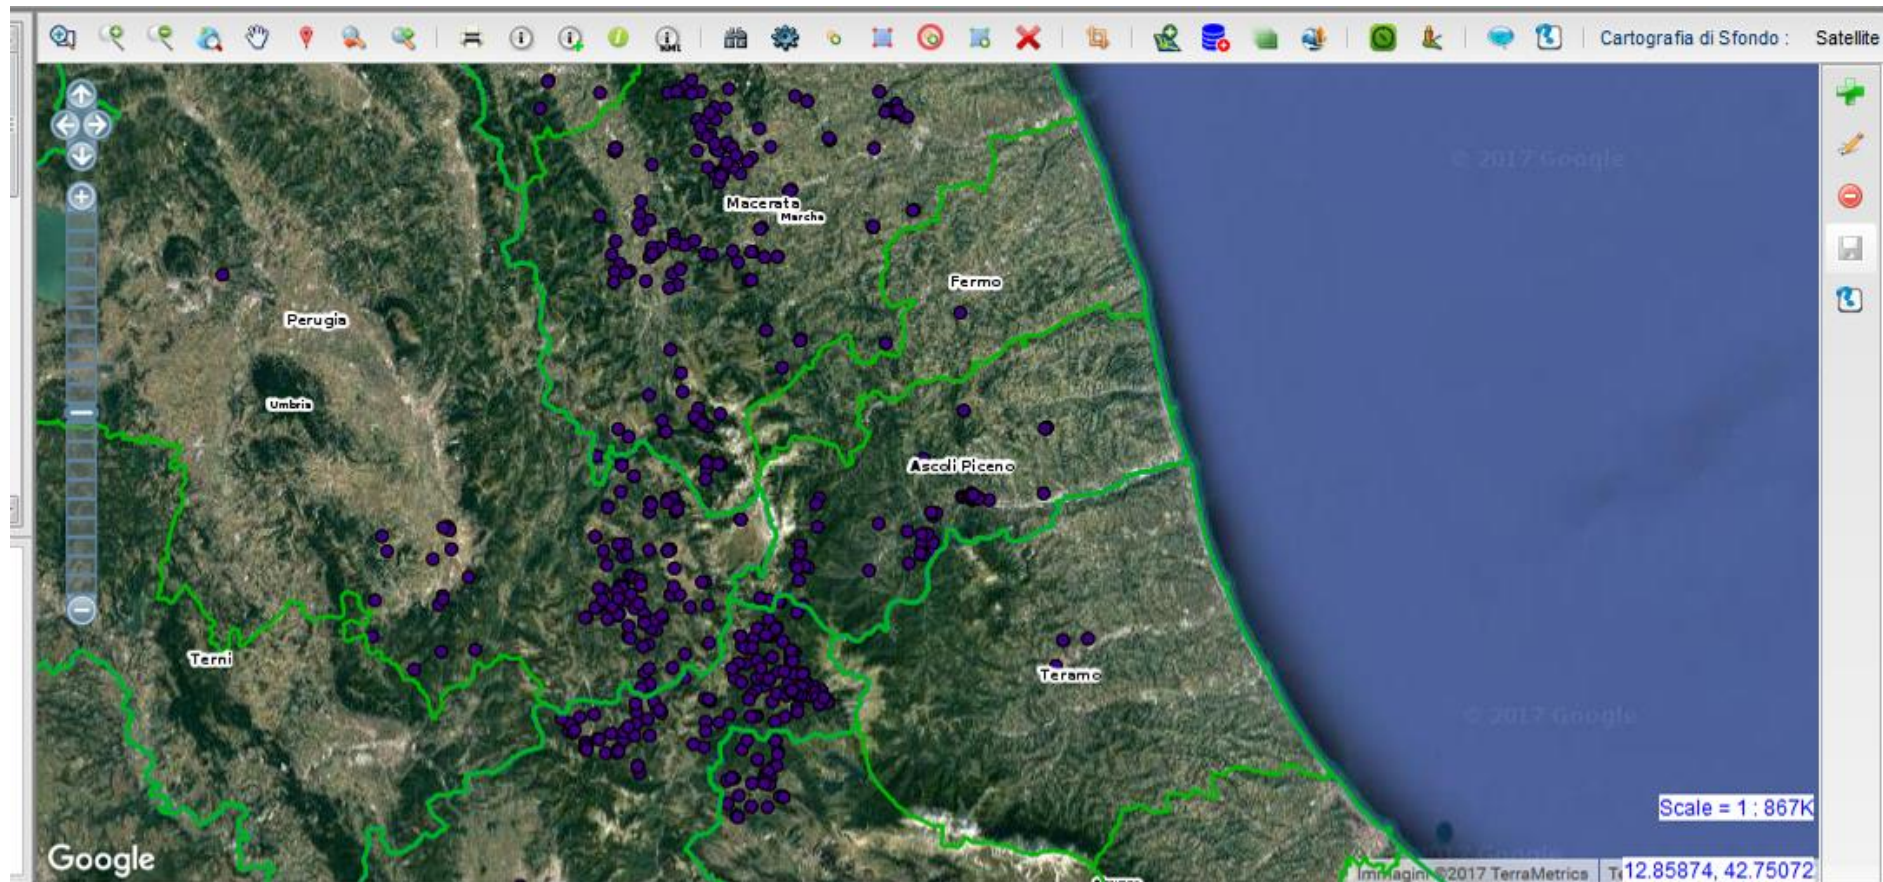 KML
Cartografia di Sfondo : Satellite
© 2017 Google
Macerata
Marche
Fermo
Perugia
Umbria
Ascoli Piceno
Terni
Teramo
© 2017 Google
Scale = 1 : 867K
Google
Immagini ©2017 TerraMetrics
12.85874, 42.75072